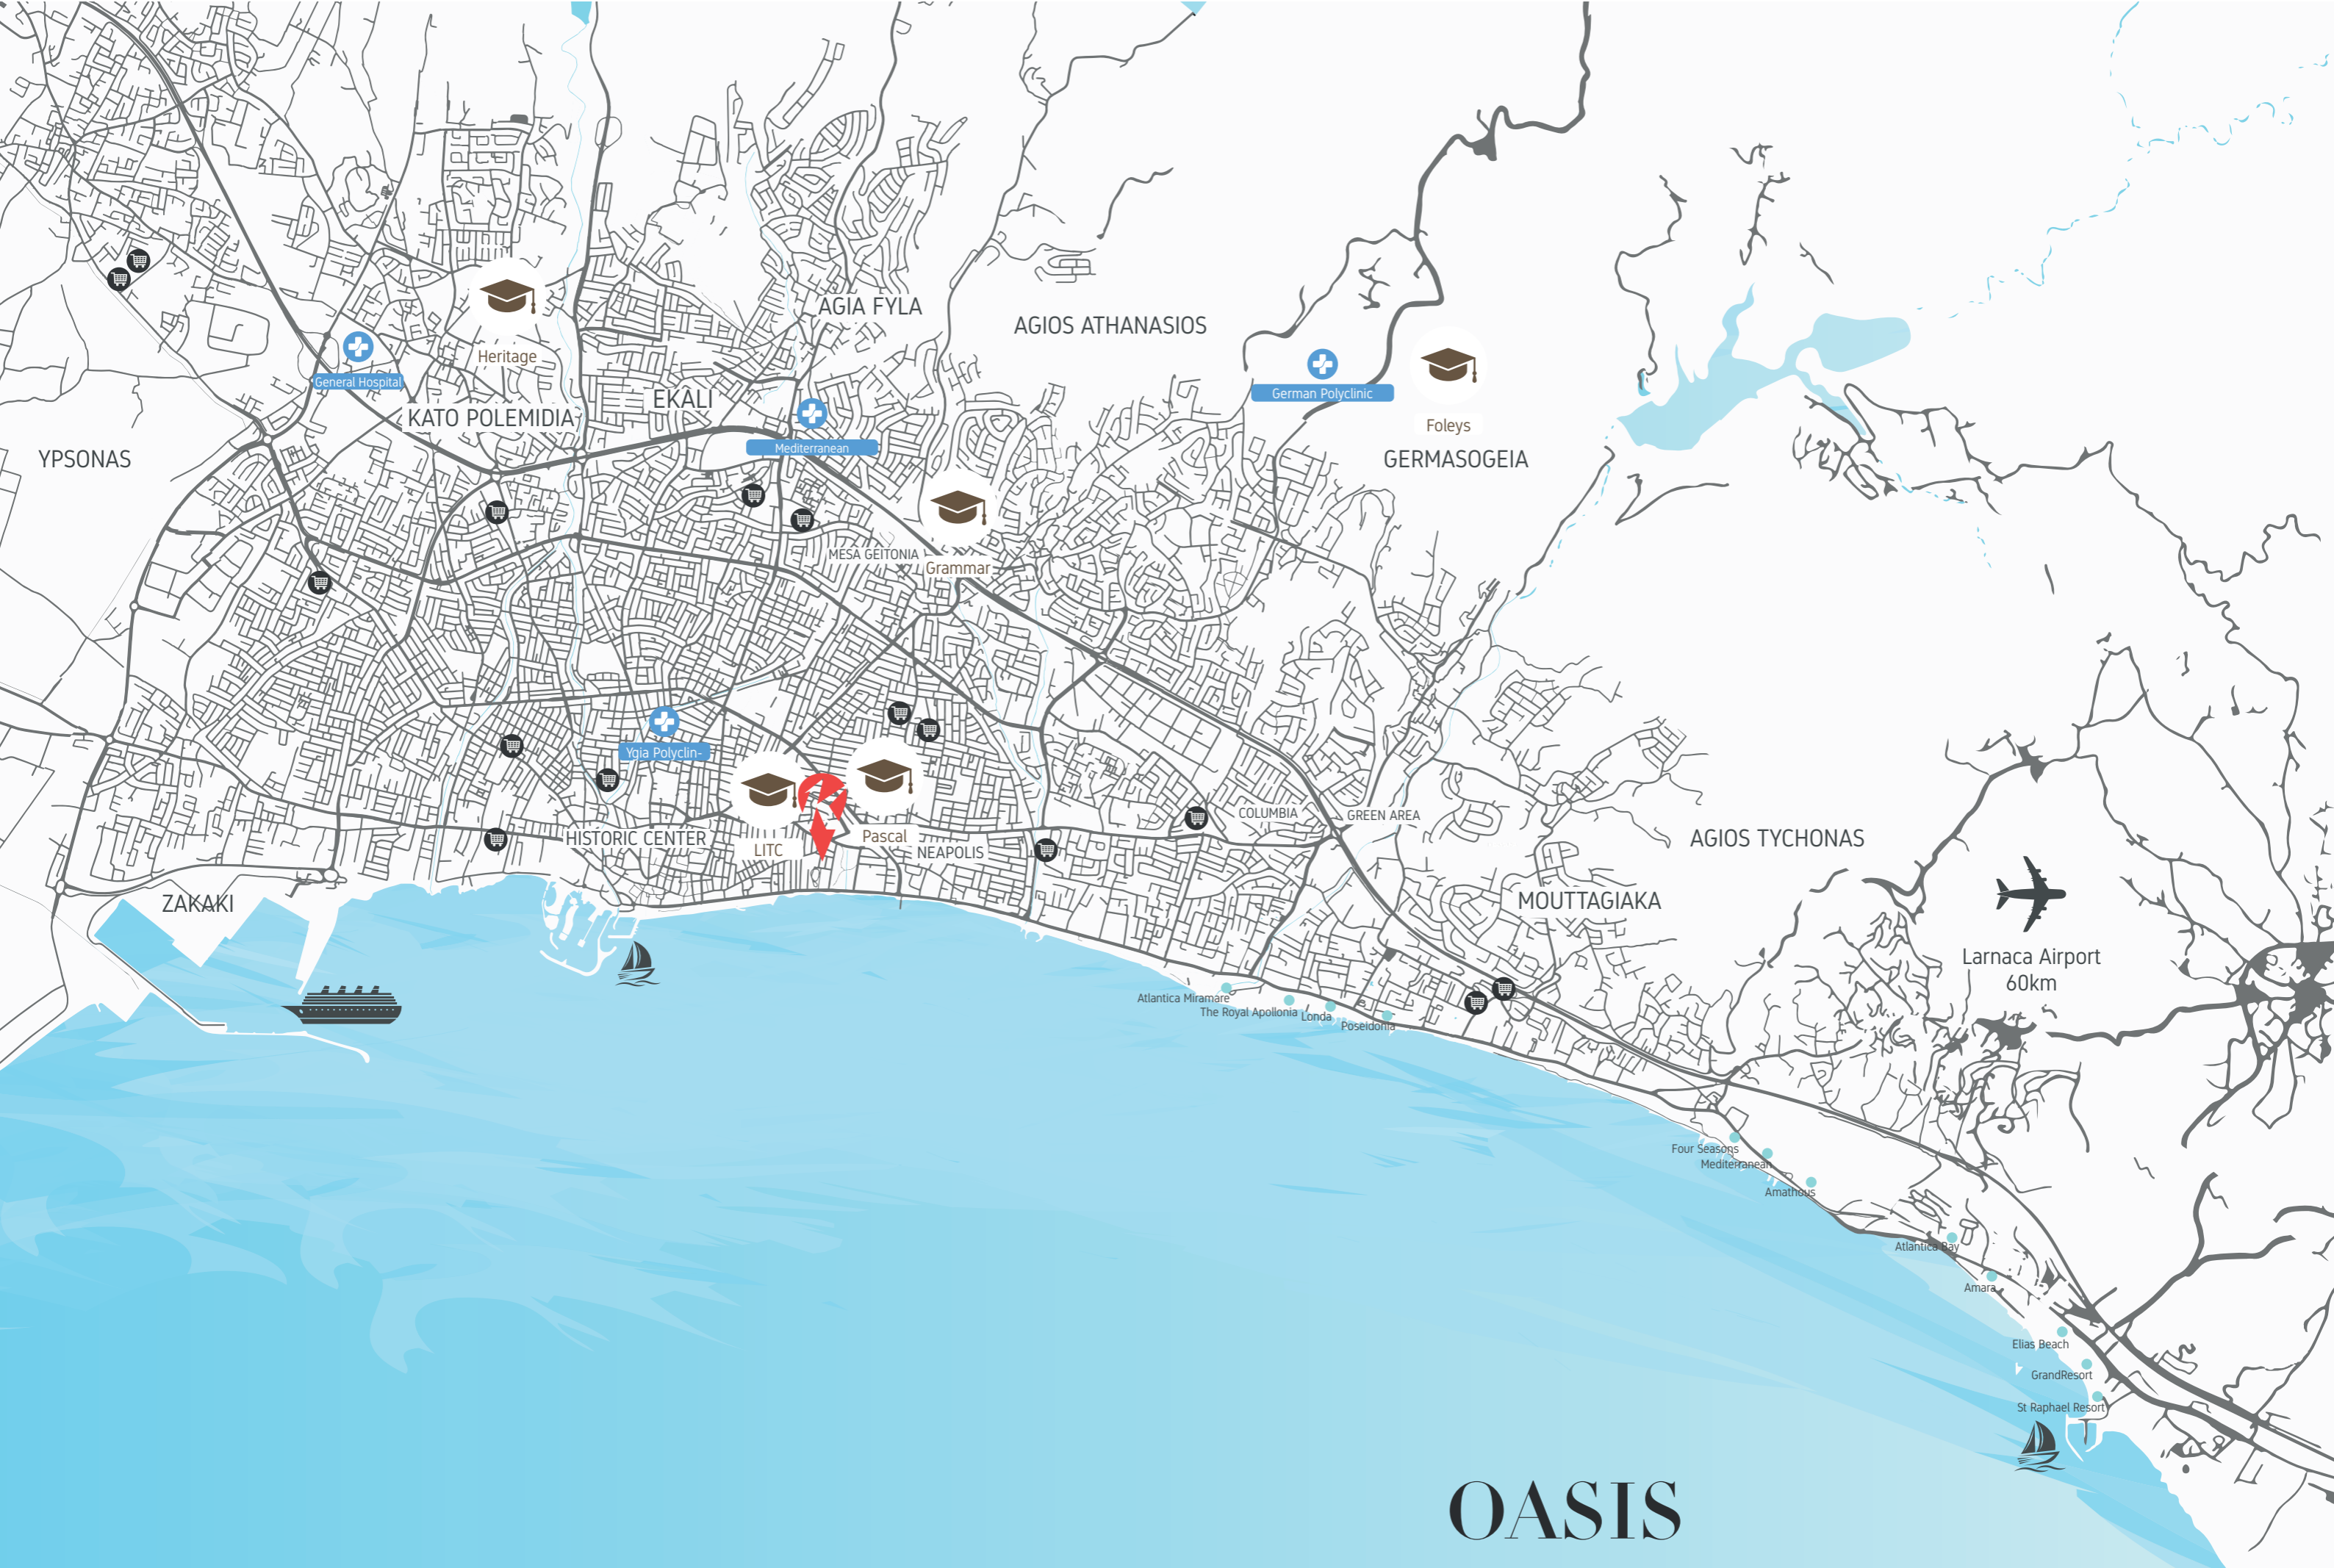 AGIA FYLA
AGIOS ATHANASIOS
Heritage
General Hospital
German Polyclinic
EKALI
KATO POLEMIDIA
Foleys
Mediterranean
YPSONAS
GERMASOGEIA
MESA GEITONIA
Grammar
Ygia Polyclin-
COLUMBIA
GREEN AREA
HISTORIC CENTER
LITC
Pascal
NEAPOLIS
AGIOS TYCHONAS
ZAKAKI
MOUTTAGIAKA
Larnaca Airport
60km
Atlantica Miramare
The Royal Apollonia
Londa
Poseidonia
Four Seasons
Mediterranean
Amathous
Atlantica Bay
Amara
Elias Beach
GrandResort
St Raphael Resort
OASIS